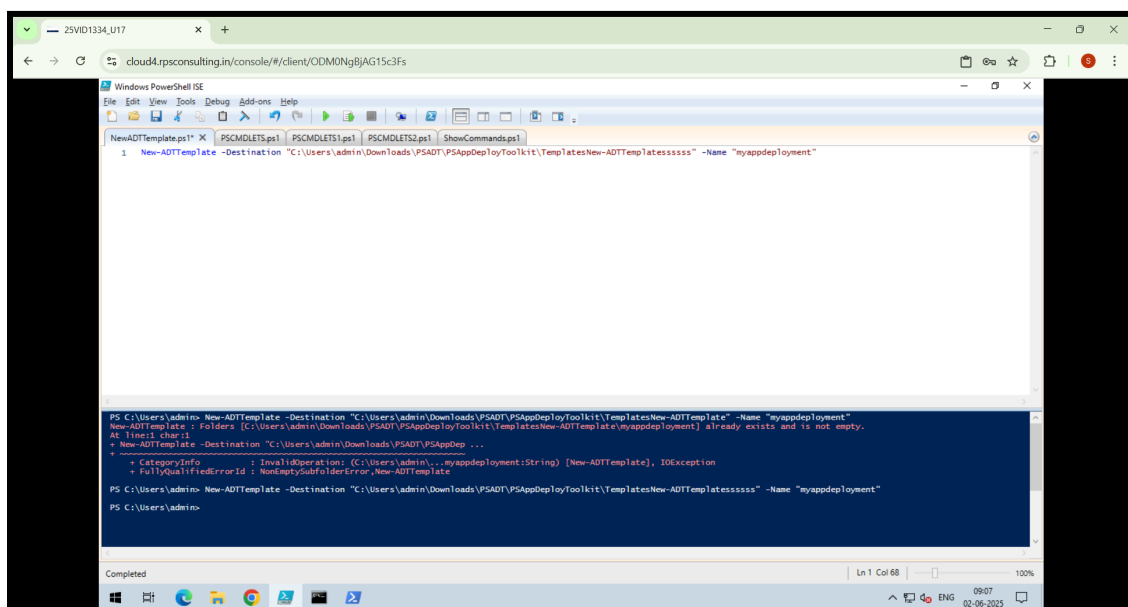 25VID1334_U17
cloud4.rpsconsulting.in/console/#/client/ODM0NgBjAG15c3Fs
S
Windows PowerShell ISE
File Edit View Tools Debug Add-ons Help
NewADTTemplate.ps1* X PSCMDLETS.ps1 PSCMDLETS1.ps1 PSCMDLETS2.ps1 ShowCommands.ps1
1 New-ADTTemplate -Destination "C:\Users\admin\Downloads\PSADT\PSAppDeployToolkit\TemplatesNew-ADTTemplatessssss" -Name "myappdeployment"
PS C:\Users\admin> New-ADTTemplate -Destination "C:\Users\admin\Downloads\PSADT\PSAppDeployToolkit\TemplatesNew-ADTTemplate" -Name "myappdeployment"
New-ADTTemplate : Folders [C:\Users\admin\Downloads\PSADT\PSAppDeployToolkit\TemplatesNew-ADTTemplate\myappdeployment] already exists and is not empty.
At line:1 char:1
+ New-ADTTemplate -Destination "C:\Users\admin\Downloads\PSADT\PSAppDep ...
+ ~~~~~~~~~~~~~~~~~~~~~~~~~~~~~~~~~~~~~~~~~~~~~~~~~~~~~~~~~~~~~~~~~
+ CategoryInfo : InvalidOperation: (C:\Users\admin\...myappdeployment:String) [New-ADTTemplate], IOException
+ FullyQualifiedErrorId : NonEmptySubfolderError,New-ADTTemplate
PS C:\Users\admin> New-ADTTemplate -Destination "C:\Users\admin\Downloads\PSADT\PSAppDeployToolkit\TemplatesNew-ADTTemplatessssss" -Name "myappdeployment"
PS C:\Users\admin>
Completed Ln 1 Col 68 100%
ENG 09:07
02-06-2025